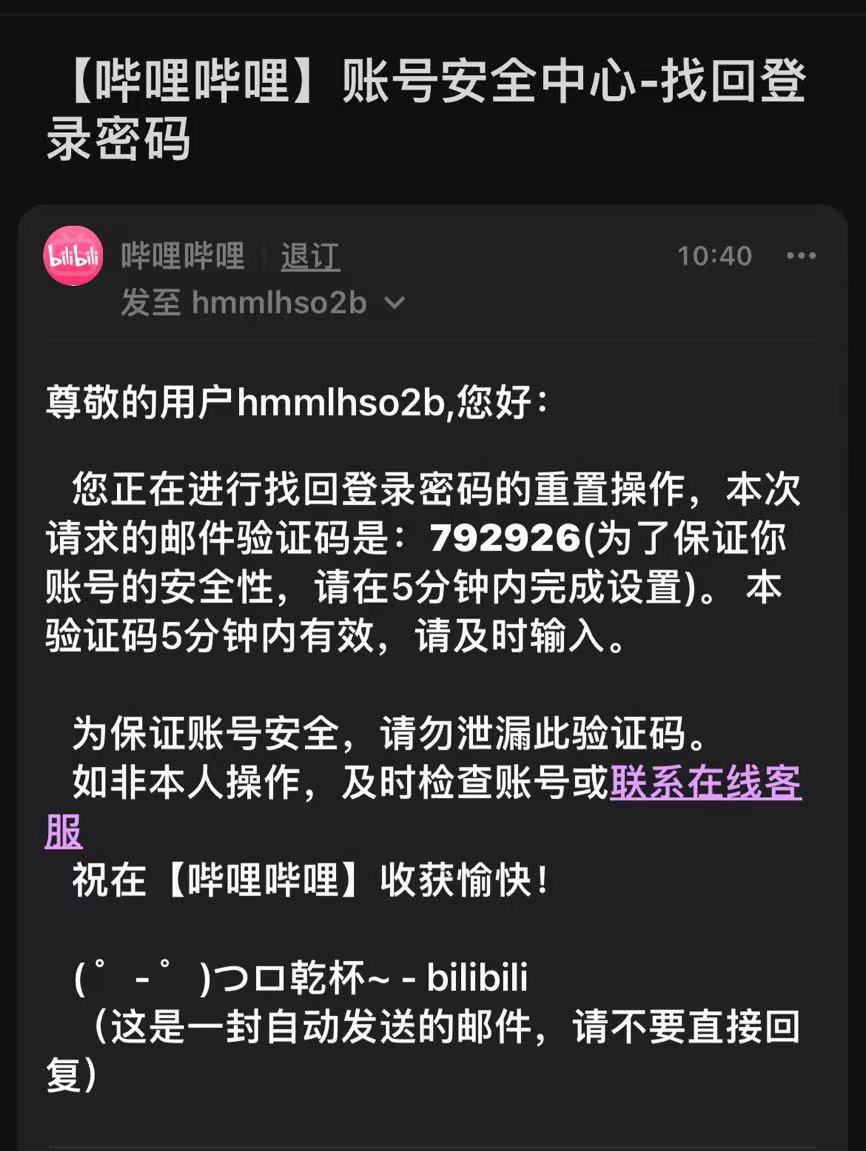 【哔哩哔哩】账号安全中心-找回登
录密码
bilibili
哔哩哔哩 退订
10:40
发至 hmmlhso2b
尊敬的用户hmmlhso2b,您好：
您正在进行找回登录密码的重置操作，本次
请求的邮件验证码是：792926(为了保证你
账号的安全性，请在5分钟内完成设置)。 本
验证码5分钟内有效，请及时输入。
为保证账号安全，请勿泄漏此验证码。
如非本人操作，及时检查账号或联系在线客
服
祝在【哔哩哔哩】收获愉快！
(゜-゜)つロ乾杯~ - bilibili
（这是一封自动发送的邮件，请不要直接回
复）